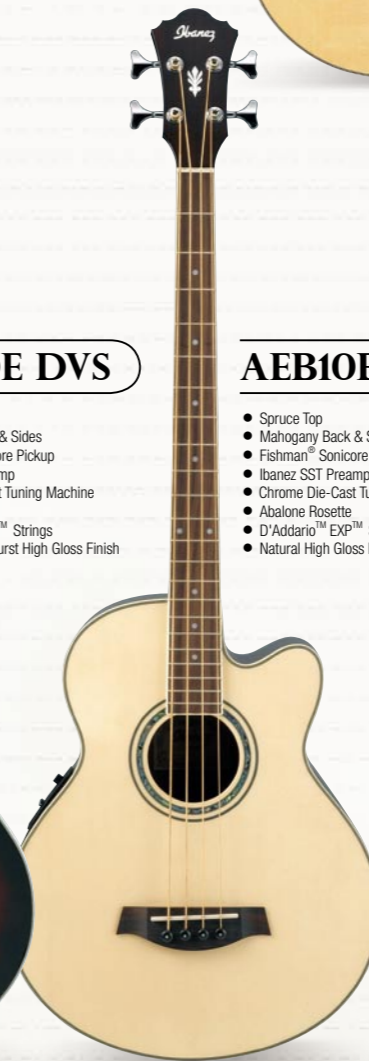 Ibanez
E DVS
& Sides
ore Pickup
mp
t Tuning Machine
™ Strings
urst High Gloss Finish
AEB10E
• Spruce Top
• Mahogany Back & S
• Fishman® Sonicore
• Ibanez SST Preamp
• Chrome Die-Cast Tu
• Abalone Rosette
• D'Addario™ EXP™
• Natural High Gloss